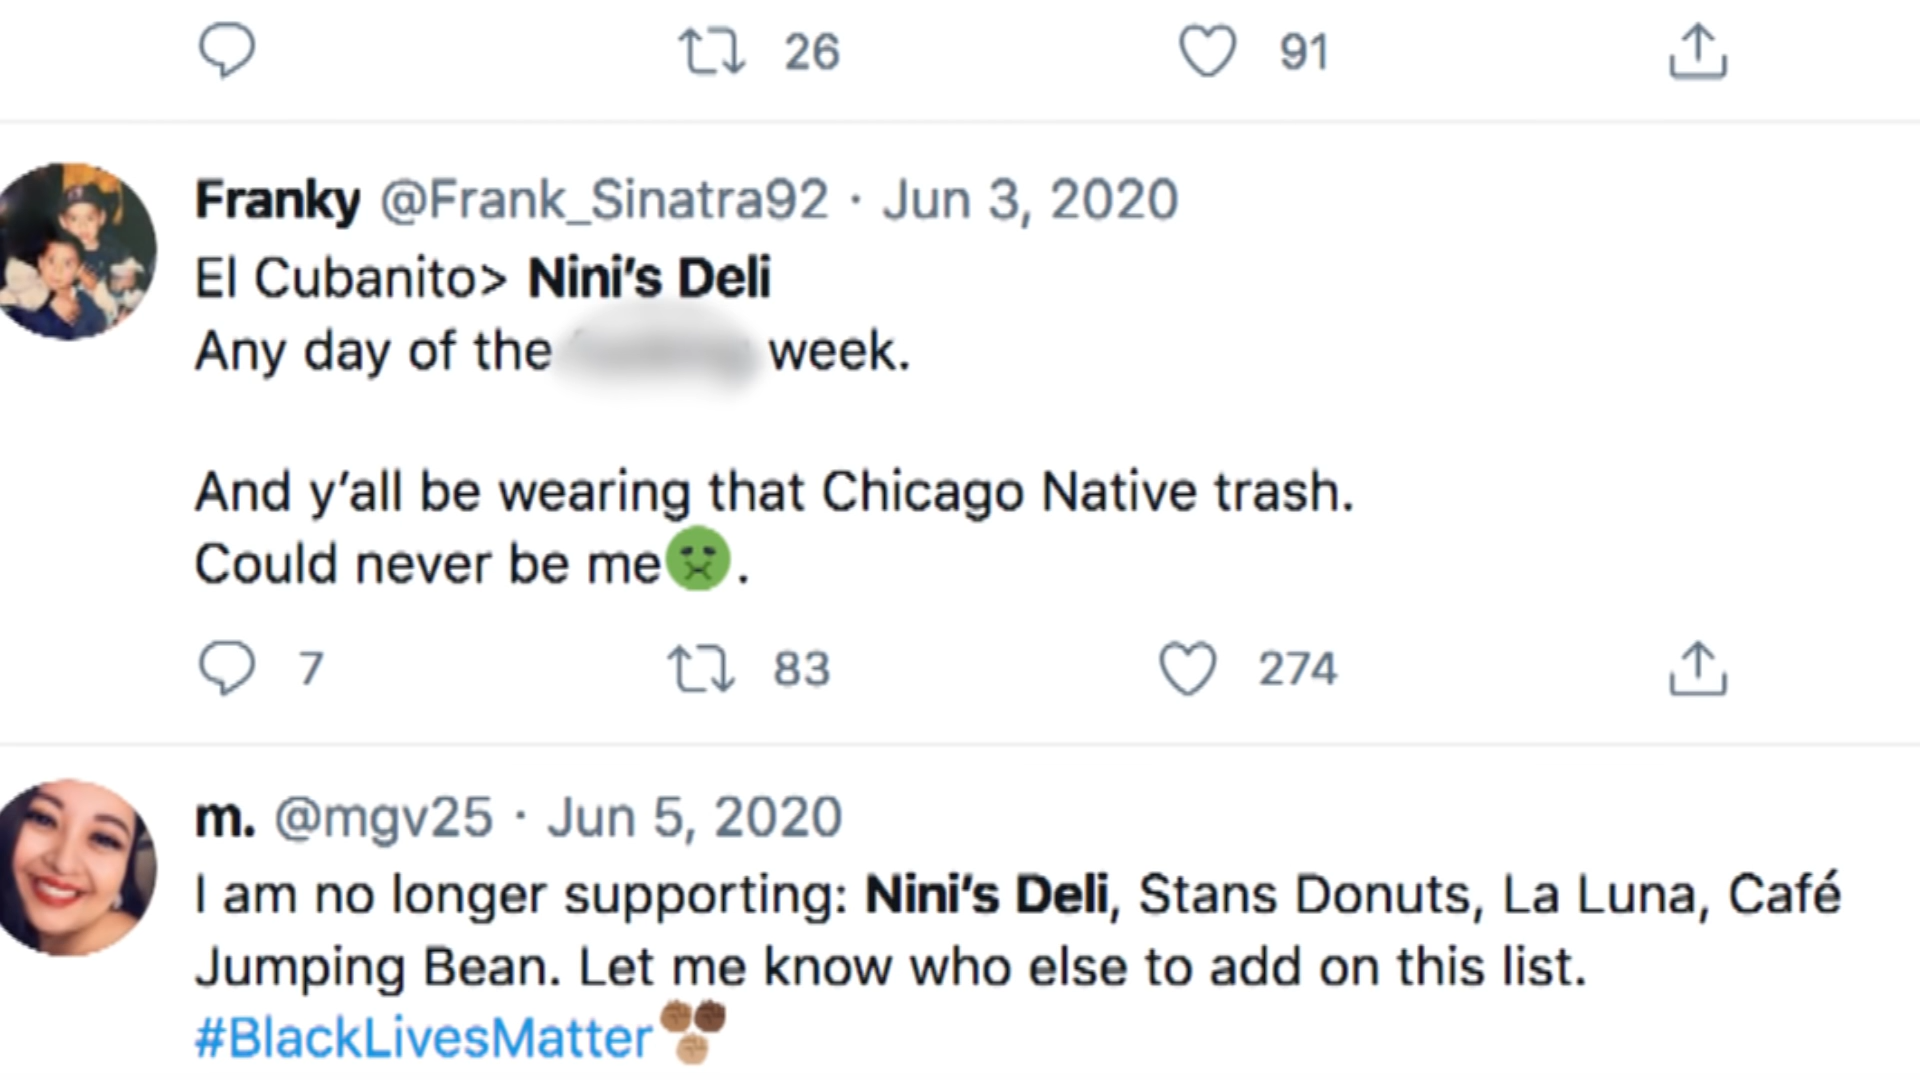 26 91
Franky @Frank_Sinatra92 · Jun 3, 2020
El Cubanito> Nini's Deli
Any day of the week.
And y'all be wearing that Chicago Native trash.
Could never be me🤢.
7 83 274
m. @mgv25 · Jun 5, 2020
I am no longer supporting: Nini's Deli, Stans Donuts, La Luna, Café
Jumping Bean. Let me know who else to add on this list.
#BlackLivesMatter✊🏾✊🏿✊🏽